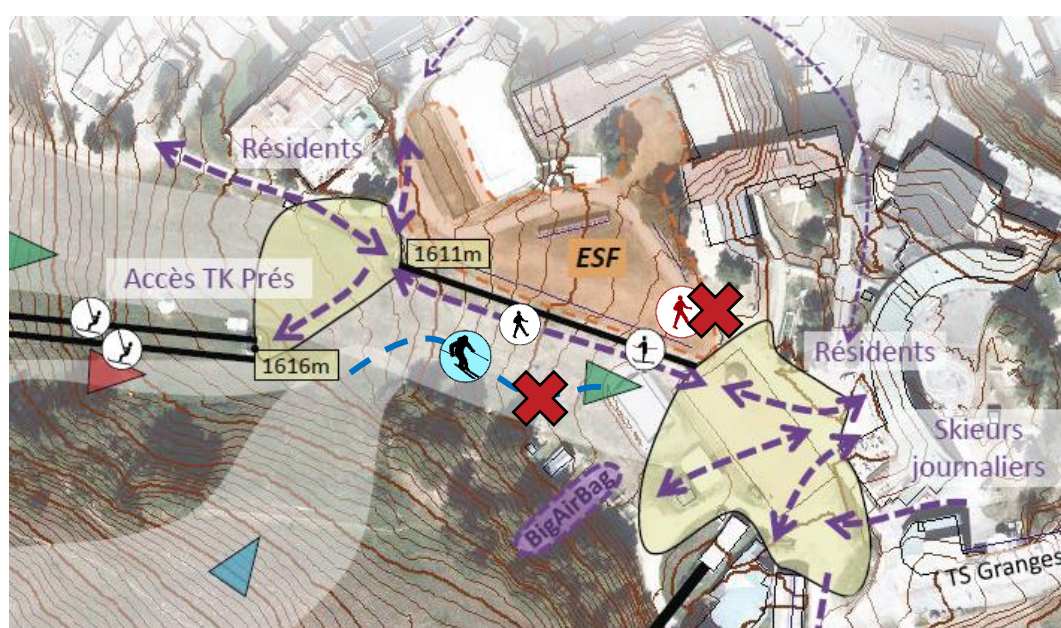 Résidents
1611m
ESF
Accès TK Prés
1616m
Résidents
Skieurs
journaliers
BigAirBag
TS Granges